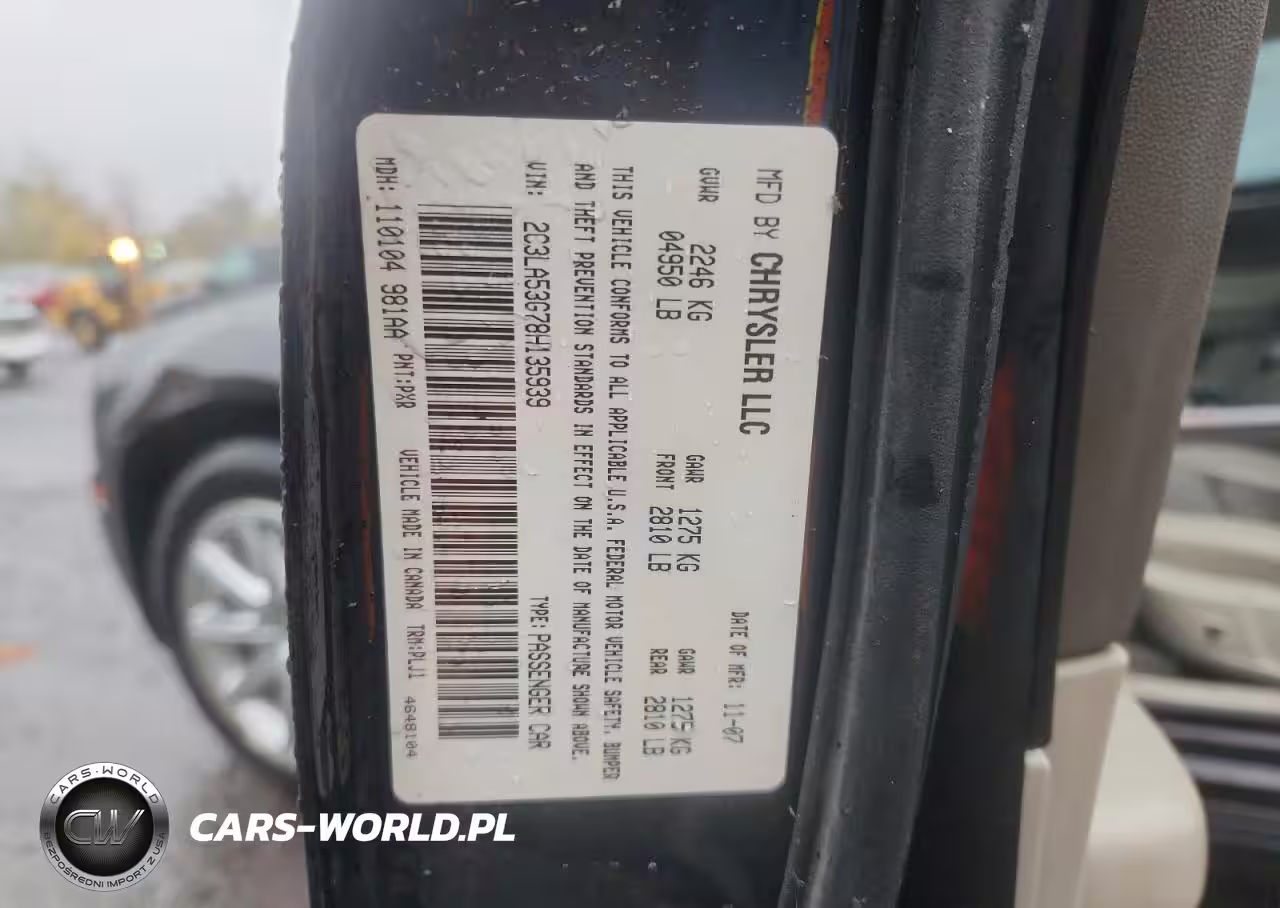 MFD BY CHRYSLER LLC
DATE OF MFR: 11-07
GVWR 2246 KG
04950 LB
GAWR FRONT 1275 KG
2810 LB
GAWR REAR 1275 KG
2810 LB
THIS VEHICLE CONFORMS TO ALL APPLICABLE U.S.A. FEDERAL MOTOR VEHICLE SAFETY, BUMPER
AND THEFT PREVENTION STANDARDS IN EFFECT ON THE DATE OF MANUFACTURE SHOWN ABOVE.
VIN: 2C3LA53G78H135939
TYPE: PASSENGER CAR
MDH: 110104 981AA PNT:PXR VEHICLE MADE IN CANADA TRM:PLJ1 4648104
CARS-WORLD
CW
BEZPOŚREDNI IMPORT Z USA
CARS-WORLD.PL